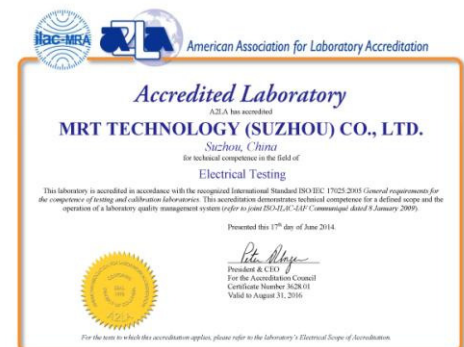 ilac-MRA
A2LA
American Association for Laboratory Accreditation
Accredited Laboratory
A2LA has accredited
MRT TECHNOLOGY (SUZHOU) CO., LTD.
Suzhou, China
for technical competence in the field of
Electrical Testing
This laboratory is accredited in accordance with the recognized International Standard ISO/IEC 17025:2005 General requirements for
the competence of testing and calibration laboratories. This accreditation demonstrates technical competence for a defined scope and the
operation of a laboratory quality management system (refer to joint ISO-ILAC-IAF Communiqué dated 8 January 2009).
Presented this 17th day of June 2014.
President & CEO
For the Accreditation Council
Certificate Number 3628.01
Valid to August 31, 2016
A2LA
For the tests to which this accreditation applies, please refer to the laboratory's Electrical Scope of Accreditation.